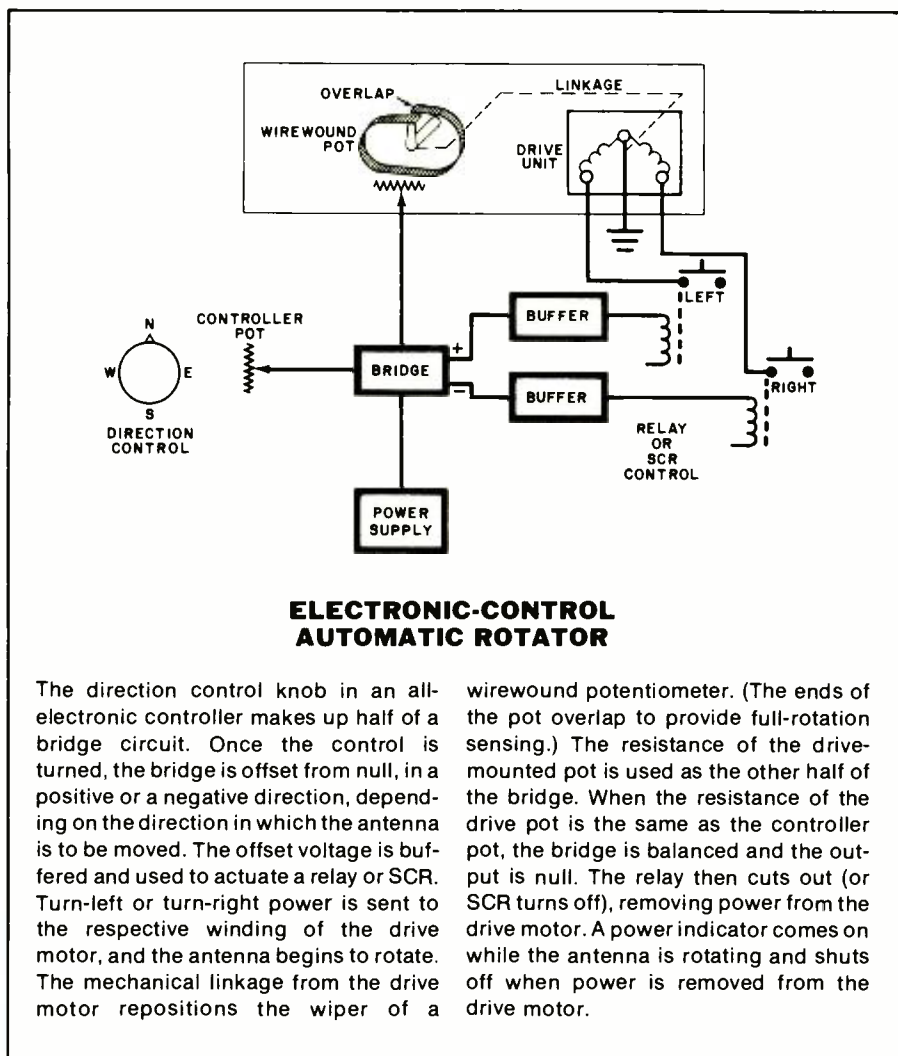 LINKAGE
OVERLAP
WIREWOUND
POT
DRIVE
UNIT
LEFT
BUFFER
CONTROLLER
POT
N
W
E
S
DIRECTION
CONTROL
BRIDGE
+
−
BUFFER
RIGHT
RELAY
OR
SCR
CONTROL
POWER
SUPPLY
ELECTRONIC-CONTROL
AUTOMATIC ROTATOR
The direction control knob in an all-
electronic controller makes up half of a
bridge circuit. Once the control is
turned, the bridge is offset from null, in a
positive or a negative direction, depend-
ing on the direction in which the antenna
is to be moved. The offset voltage is buf-
fered and used to actuate a relay or SCR.
Turn-left or turn-right power is sent to
the respective winding of the drive
motor, and the antenna begins to rotate.
The mechanical linkage from the drive
motor repositions the wiper of a
wirewound potentiometer. (The ends of
the pot overlap to provide full-rotation
sensing.) The resistance of the drive-
mounted pot is used as the other half of
the bridge. When the resistance of the
drive pot is the same as the controller
pot, the bridge is balanced and the out-
put is null. The relay then cuts out (or
SCR turns off), removing power from the
drive motor. A power indicator comes on
while the antenna is rotating and shuts
off when power is removed from the
drive motor.